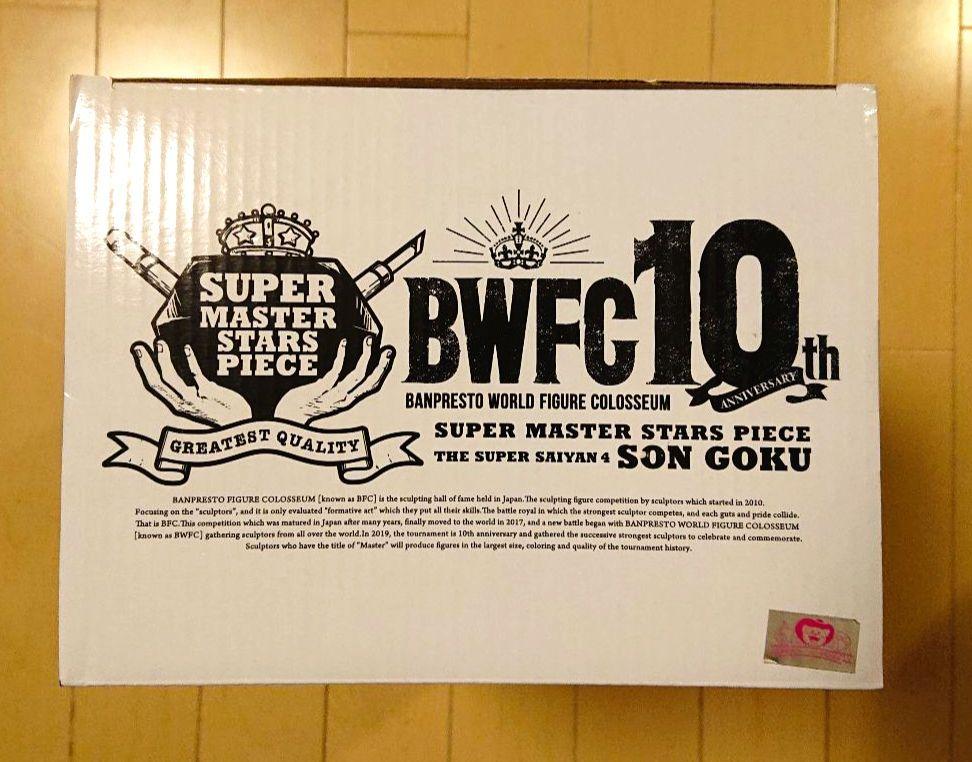 SUPER
MASTER
STARS
PIECE
GREATEST QUALITY
BWFC 10th
ANNIVERSARY
BANPRESTO WORLD FIGURE COLOSSEUM
SUPER MASTER STARS PIECE
THE SUPER SAIYAN 4 SON GOKU
BANPRESTO FIGURE COLOSSEUM [known as BFC] is the sculpting hall of fame held in Japan. The sculpting figure competition by sculptors which started in 2010.
Focusing on the "sculptors", and it is only evaluated "formative art" which they put all their skills. The battle royal in which the strongest sculptor competes, and each guts and pride collide.
That is BFC. This competition which was matured in Japan after many years, finally moved to the world in 2017, and a new battle began with BANPRESTO WORLD FIGURE COLOSSEUM
[known as BWFC] gathering sculptors from all over the world. In 2019, the tournament is 10th anniversary and gathered the successive strongest sculptors to celebrate and commemorate.
Sculptors who have the title of "Master" will produce figures in the largest size, coloring and quality of the tournament history.